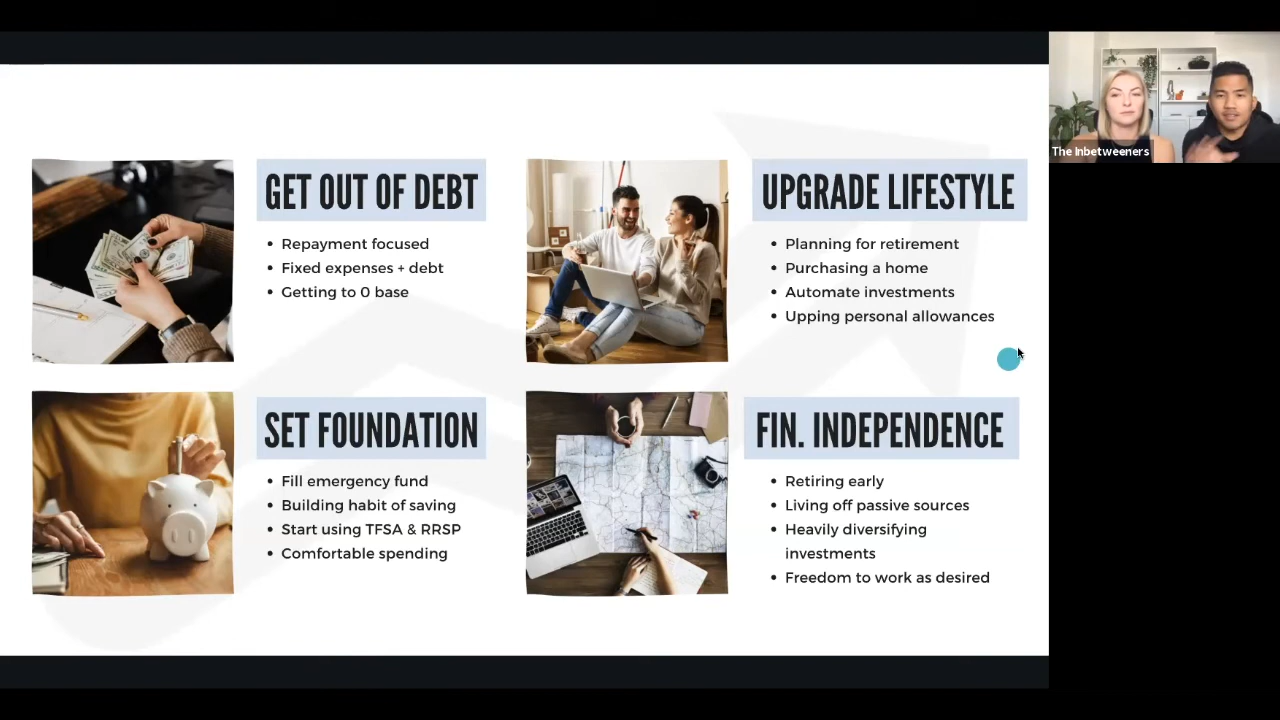 GET OUT OF DEBT
Repayment focused
Fixed expenses + debt
Getting to 0 base
UPGRADE LIFESTYLE
Planning for retirement
Purchasing a home
Automate investments
Upping personal allowances
SET FOUNDATION
Fill emergency fund
Building habit of saving
Start using TFSA & RRSP
Comfortable spending
FIN. INDEPENDENCE
Retiring early
Living off passive sources
Heavily diversifying
investments
Freedom to work as desired
The Inbetweeners